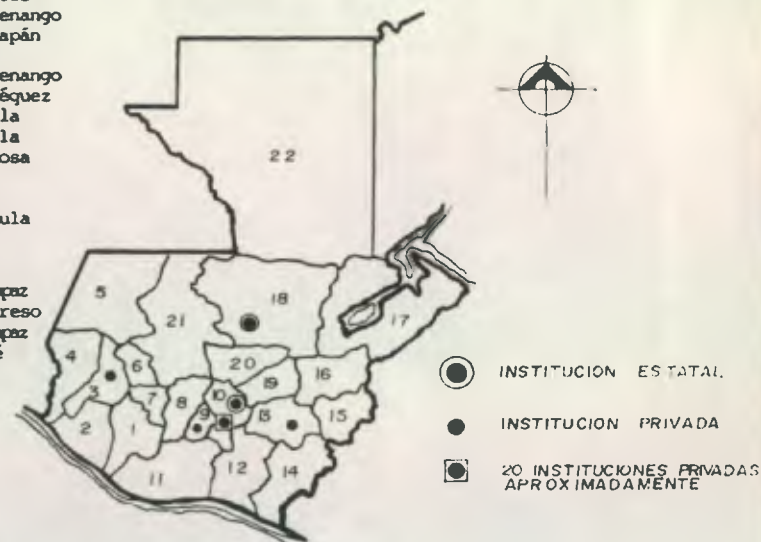 enango
apán
enango
équez
la
la
osa
ula
paz
reso
paz
é
22
5
21
18
17
4
3
6
20
16
7
8
10
19
9
13
15
2
1
11
12
14
INSTITUCION ESTATAL
INSTITUCION PRIVADA
20 INSTITUCIONES PRIVADAS
APROXIMADAMENTE